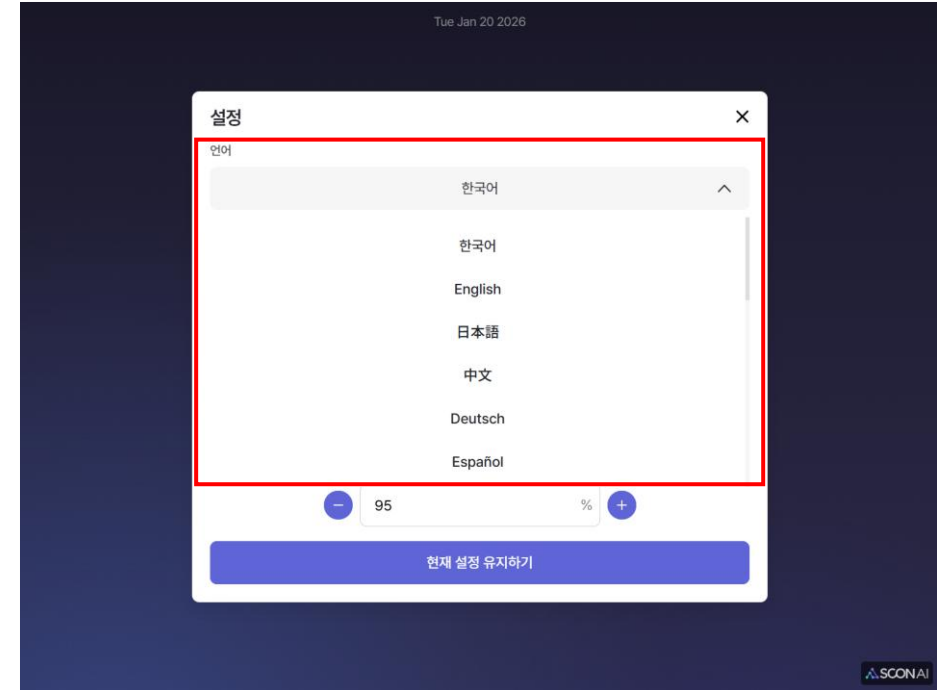 Tue Jan 20 2026
설정
언어
한국어
한국어
English
日本語
中文
Deutsch
Español
95 %
현재 설정 유지하기
SCONAI